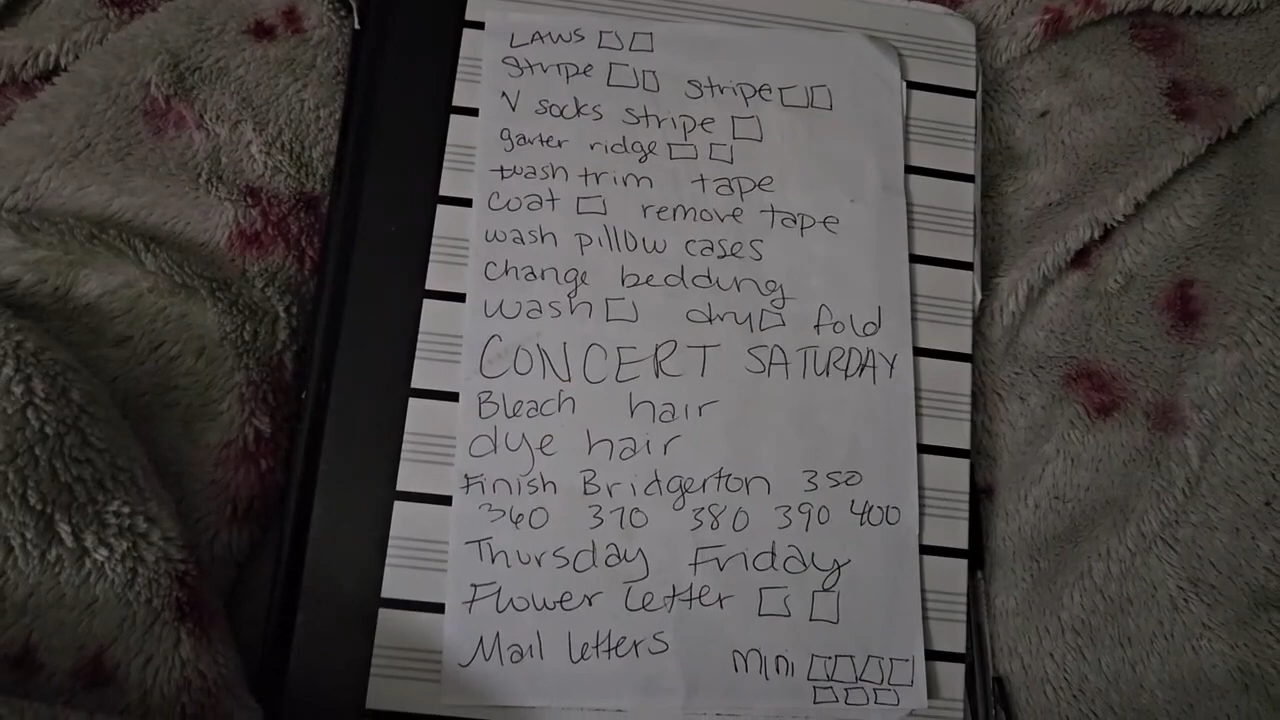 LAWS □ □
Stripe □ □ stripe □ □
V socks stripe □
garter ridge □ □
wash trim tape
coat □ remove tape
wash pillow cases
change bedding
wash □ dry □ fold
CONCERT SATURDAY
Bleach hair
dye hair
Finish Bridgerton 350
360 370 380 390 400
Thursday Friday
Flower letter □ □
Mail letters
Mini □ □ □ □
□ □ □